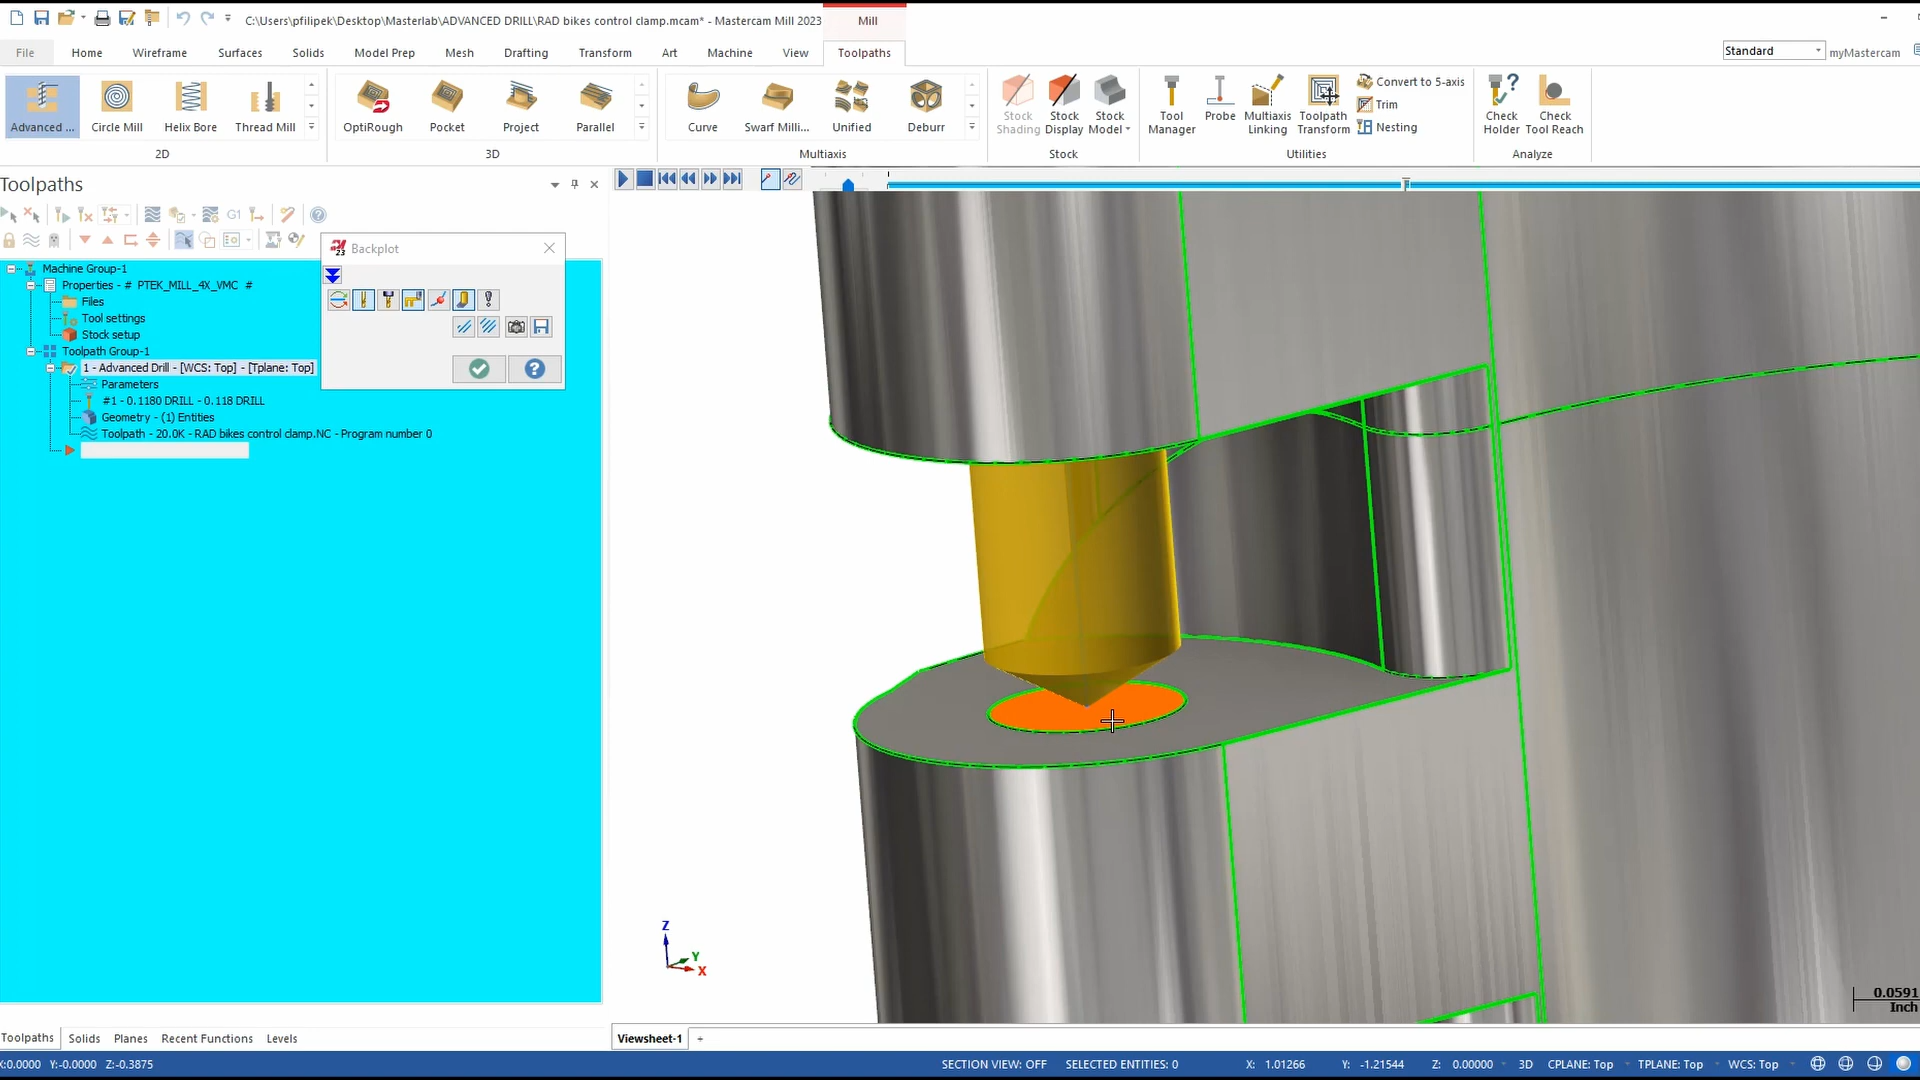 C:\Users\pfilipek\Desktop\Masterlab\ADVANCED DRILL\RAD bikes control clamp.mcam* - Mastercam Mill 2023
Mill
File
Home
Wireframe
Surfaces
Solids
Model Prep
Mesh
Drafting
Transform
Art
Machine
View
Toolpaths
Standard
myMastercam
Advanced ...
Circle Mill
Helix Bore
Thread Mill
2D
OptiRough
Pocket
Project
Parallel
3D
Curve
Swarf Milli...
Unified
Deburr
Multiaxis
Stock Shading
Stock Display
Stock Model
Stock
Tool Manager
Probe
Multiaxis Linking
Toolpath Transform
Convert to 5-axis
Trim
Nesting
Utilities
Check Holder
Check Tool Reach
Analyze
Toolpaths
G1
Backplot
23
Machine Group-1
Properties - # PTEK_MILL_4X_VMC #
Files
Tool settings
Stock setup
Toolpath Group-1
1 - Advanced Drill - [WCS: Top] - [Tplane: Top]
Parameters
#1 - 0.1180 DRILL - 0.118 DRILL
Geometry - (1) Entities
Toolpath - 20.0K - RAD bikes control clamp.NC - Program number 0
Z
Y
X
0.0591
Inch
Toolpaths
Solids
Planes
Recent Functions
Levels
Viewsheet-1
+
X:0.0000 Y:-0.0000 Z:-0.3875
SECTION VIEW: OFF
SELECTED ENTITIES: 0
X: 1.01266
Y: -1.21544
Z: 0.00000
3D
CPLANE: Top
TPLANE: Top
WCS: Top